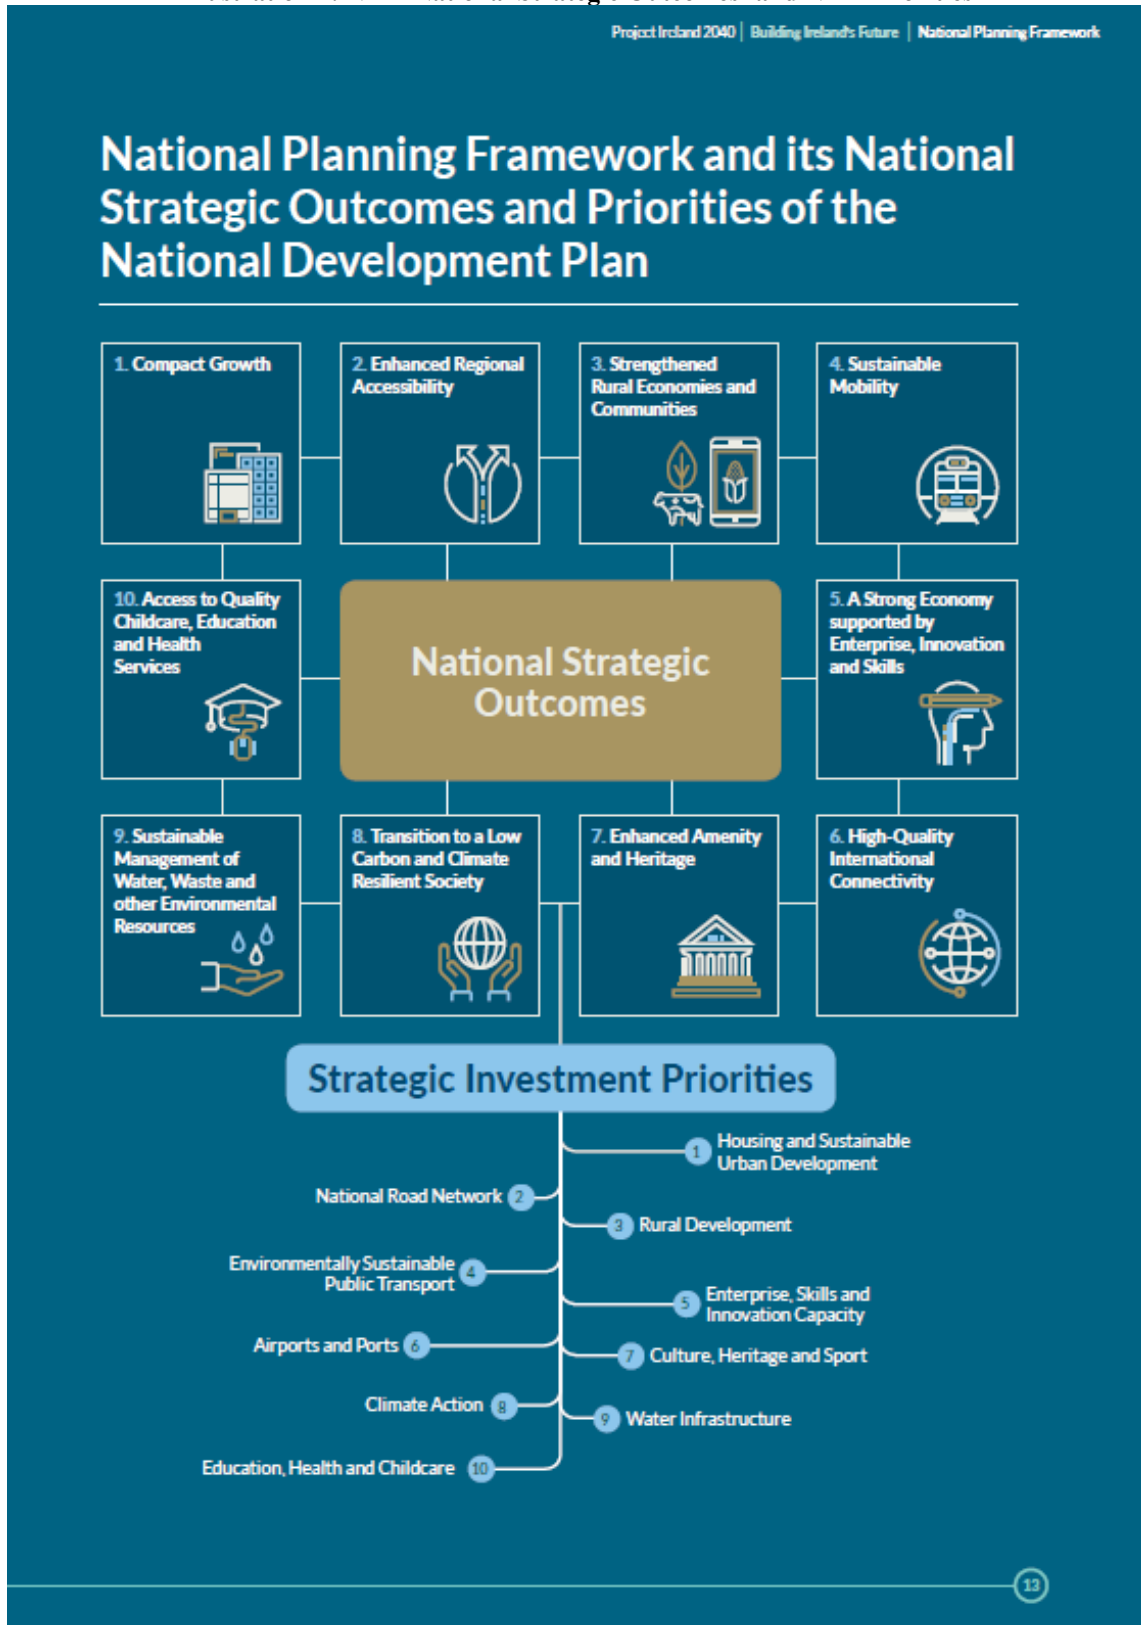 Project Ireland 2040 | Building Ireland's Future | National Planning Framework
National Planning Framework and its National
Strategic Outcomes and Priorities of the
National Development Plan
1. Compact Growth
2. Enhanced Regional
Accessibility
3. Strengthened
Rural Economies and
Communities
4. Sustainable
Mobility
10. Access to Quality
Childcare, Education
and Health
Services
National Strategic
Outcomes
5. A Strong Economy
supported by
Enterprise, Innovation
and Skills
9. Sustainable
Management of
Water, Waste and
other Environmental
Resources
8. Transition to a Low
Carbon and Climate
Resilient Society
7. Enhanced Amenity
and Heritage
6. High-Quality
International
Connectivity
Strategic Investment Priorities
1 Housing and Sustainable
Urban Development
National Road Network 2
3 Rural Development
Environmentally Sustainable
Public Transport 4
5 Enterprise, Skills and
Innovation Capacity
Airports and Ports 6
7 Culture, Heritage and Sport
Climate Action 8
9 Water Infrastructure
Education, Health and Childcare 10
13